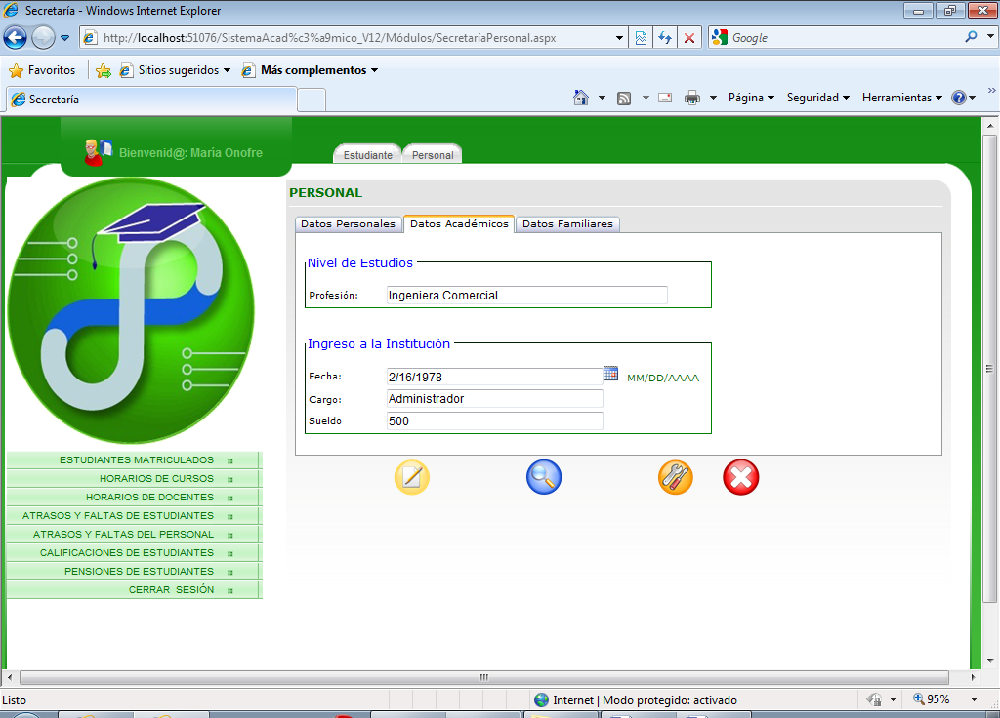 Secretaría - Windows Internet Explorer
http://localhost:51076/SistemaAcad%c3%a9mico_V12/Módulos/SecretaríaPersonal.aspx
Google
Favoritos
Sitios sugeridos
Más complementos
Secretaría
Página
Seguridad
Herramientas
»
Bienvenid@: Maria Onofre
Estudiante
Personal
PERSONAL
Datos Personales
Datos Académicos
Datos Familiares
Nivel de Estudios
Profesión: Ingeniera Comercial
Ingreso a la Institución
Fecha: 2/16/1978 MM/DD/AAAA
Cargo: Administrador
Sueldo 500
ESTUDIANTES MATRICULADOS
HORARIOS DE CURSOS
HORARIOS DE DOCENTES
ATRASOS Y FALTAS DE ESTUDIANTES
ATRASOS Y FALTAS DEL PERSONAL
CALIFICACIONES DE ESTUDIANTES
PENSIONES DE ESTUDIANTES
CERRAR SESIÓN
Listo
Internet | Modo protegido: activado
95%